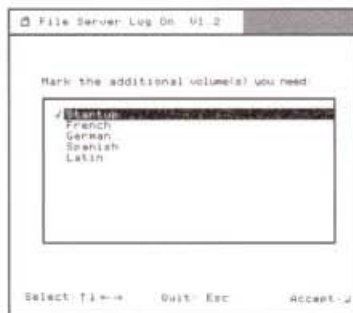 File Server Log On V1.2
Mark the additional volume(s) you need:
✓ Startup
French
German
Spanish
Latin
Select: ↑↓←→ Quit: Esc Accept: ↲